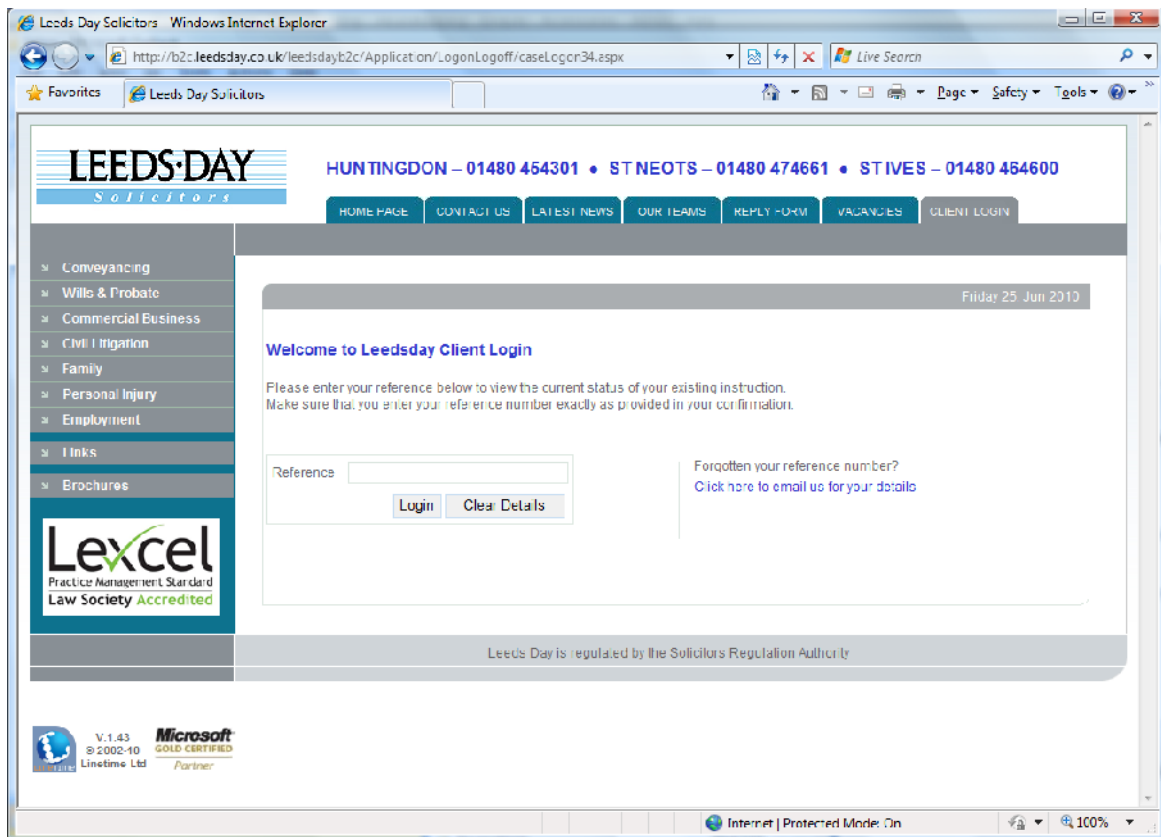 Leeds Day Solicitors Windows Internet Explorer
http://b2c.leedsday.co.uk/leedsdayb2c/Application/LogonLogoff/caseLogon34.aspx
Live Search
Favorites
Leeds Day Solicitors
Page
Safety
Tools
LEEDS·DAY
Solicitors
HUNTINGDON – 01480 454301 ● ST NEOTS – 01480 474661 ● ST IVES – 01480 464600
HOME PAGE
CONTACT US
LATEST NEWS
OUR TEAMS
REPLY FORM
VACANCIES
CLIENT LOGIN
Conveyancing
Wills & Probate
Commercial Business
Civil Litigation
Family
Personal Injury
Employment
Links
Brochures
Friday 25 Jun 2010
Welcome to Leedsday Client Login
Please enter your reference below to view the current status of your existing instruction.
Make sure that you enter your reference number exactly as provided in your confirmation.
Reference
Login
Clear Details
Forgotten your reference number?
Click here to email us for your details
Lexcel
Practice Management Standard
Law Society Accredited
Leeds Day is regulated by the Solicitors Regulation Authority
V.1.43
© 2002-10
Linetime Ltd
Microsoft
GOLD CERTIFIED
Partner
Internet | Protected Mode: On
100%